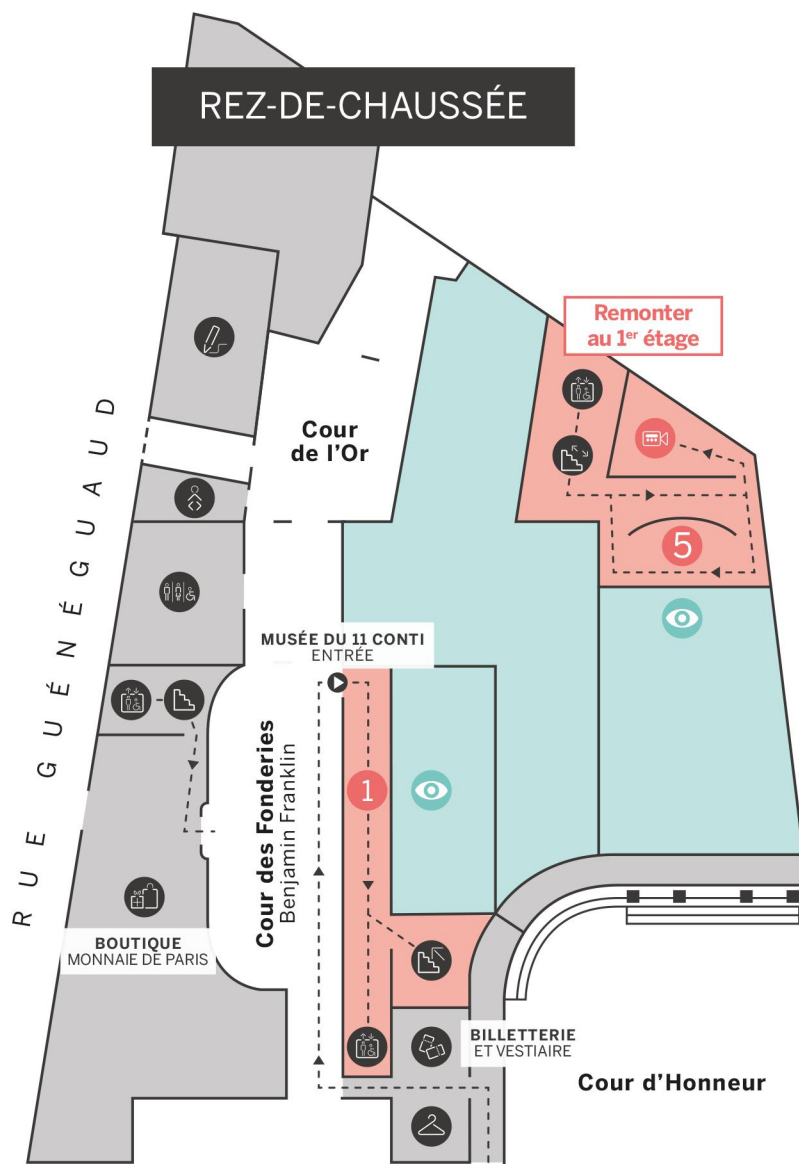 REZ-DE-CHAUSSÉE
Remonter
au 1er étage
Cour
de l'Or
5
RUE GUÉNÉGUAUD
MUSÉE DU 11 CONTI
ENTRÉE
1
Cour des Fonderies
Benjamin Franklin
BOUTIQUE
MONNAIE DE PARIS
BILLETTERIE
ET VESTIAIRE
Cour d'Honneur